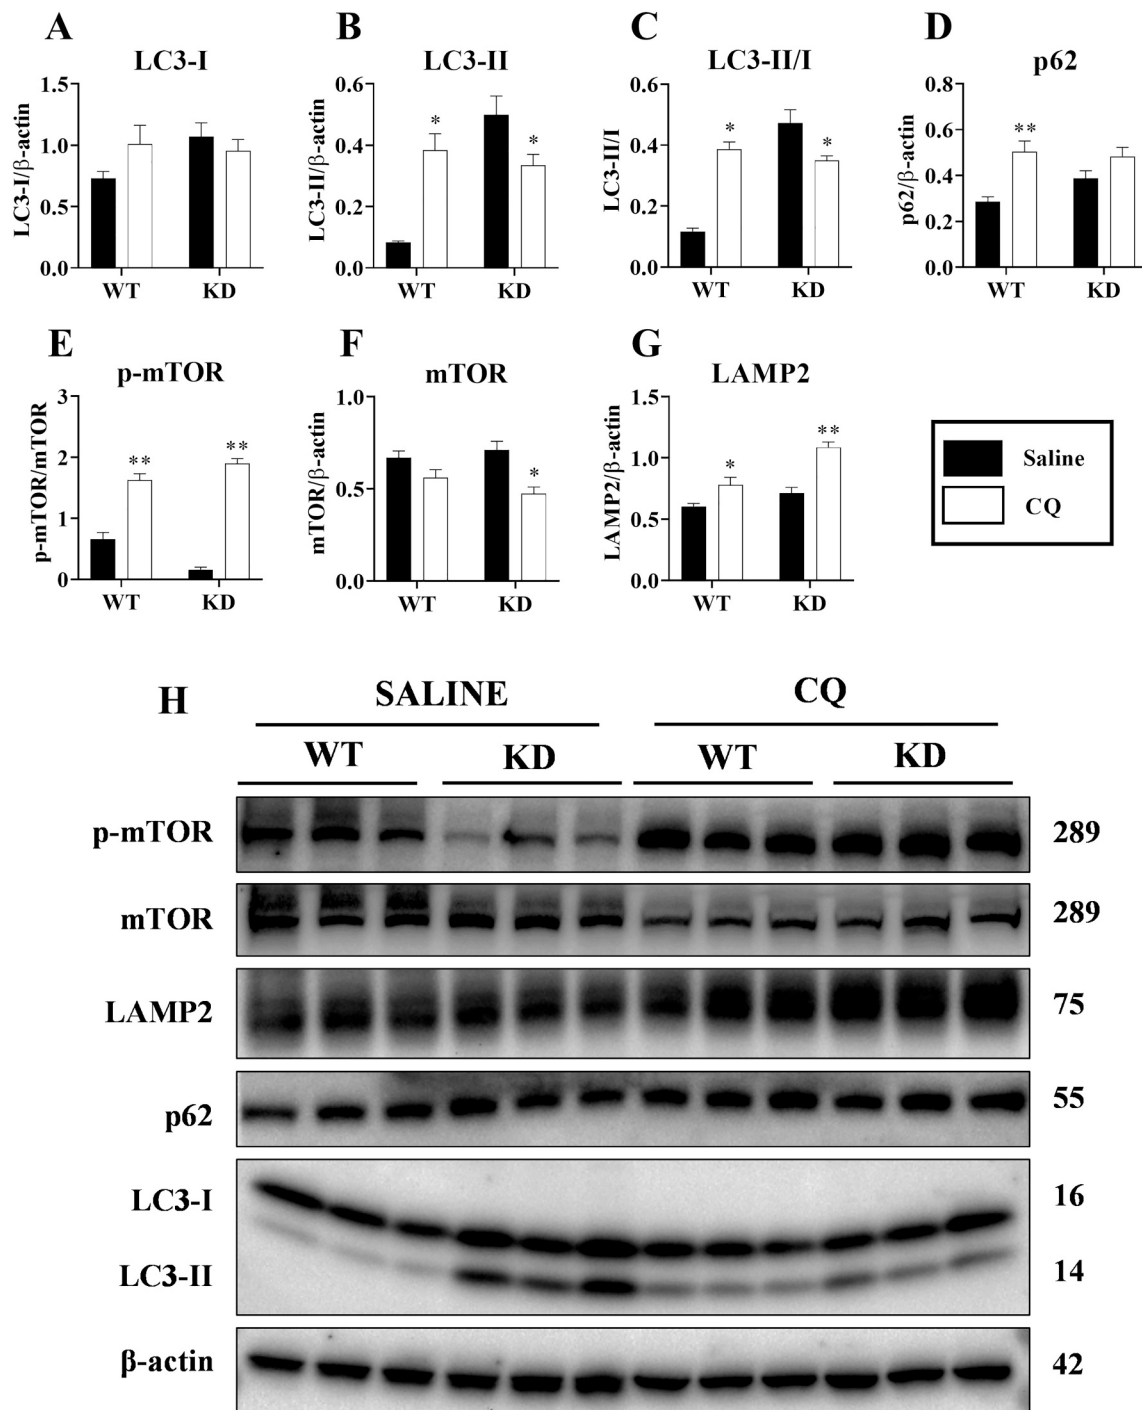 A
B
C
D
LC3-I
LC3-II
LC3-II/I
p62
LC3-I/β-actin
1.5
1.0
0.5
0.0
WT
KD
LC3-II/β-actin
0.6
0.4
0.2
0.0
*
*
WT
KD
LC3-II/I
0.6
0.4
0.2
0.0
*
*
WT
KD
p62/β-actin
0.8
0.6
0.4
0.2
0.0
**
WT
KD
E
F
G
p-mTOR
mTOR
LAMP2
p-mTOR/mTOR
3
2
1
0
**
**
WT
KD
mTOR/β-actin
1.0
0.5
0.0
*
WT
KD
LAMP2/β-actin
1.5
1.0
0.5
0.0
*
**
WT
KD
Saline
CQ
H
SALINE
CQ
WT
KD
WT
KD
p-mTOR
289
mTOR
289
LAMP2
75
p62
55
LC3-I
16
LC3-II
14
β-actin
42